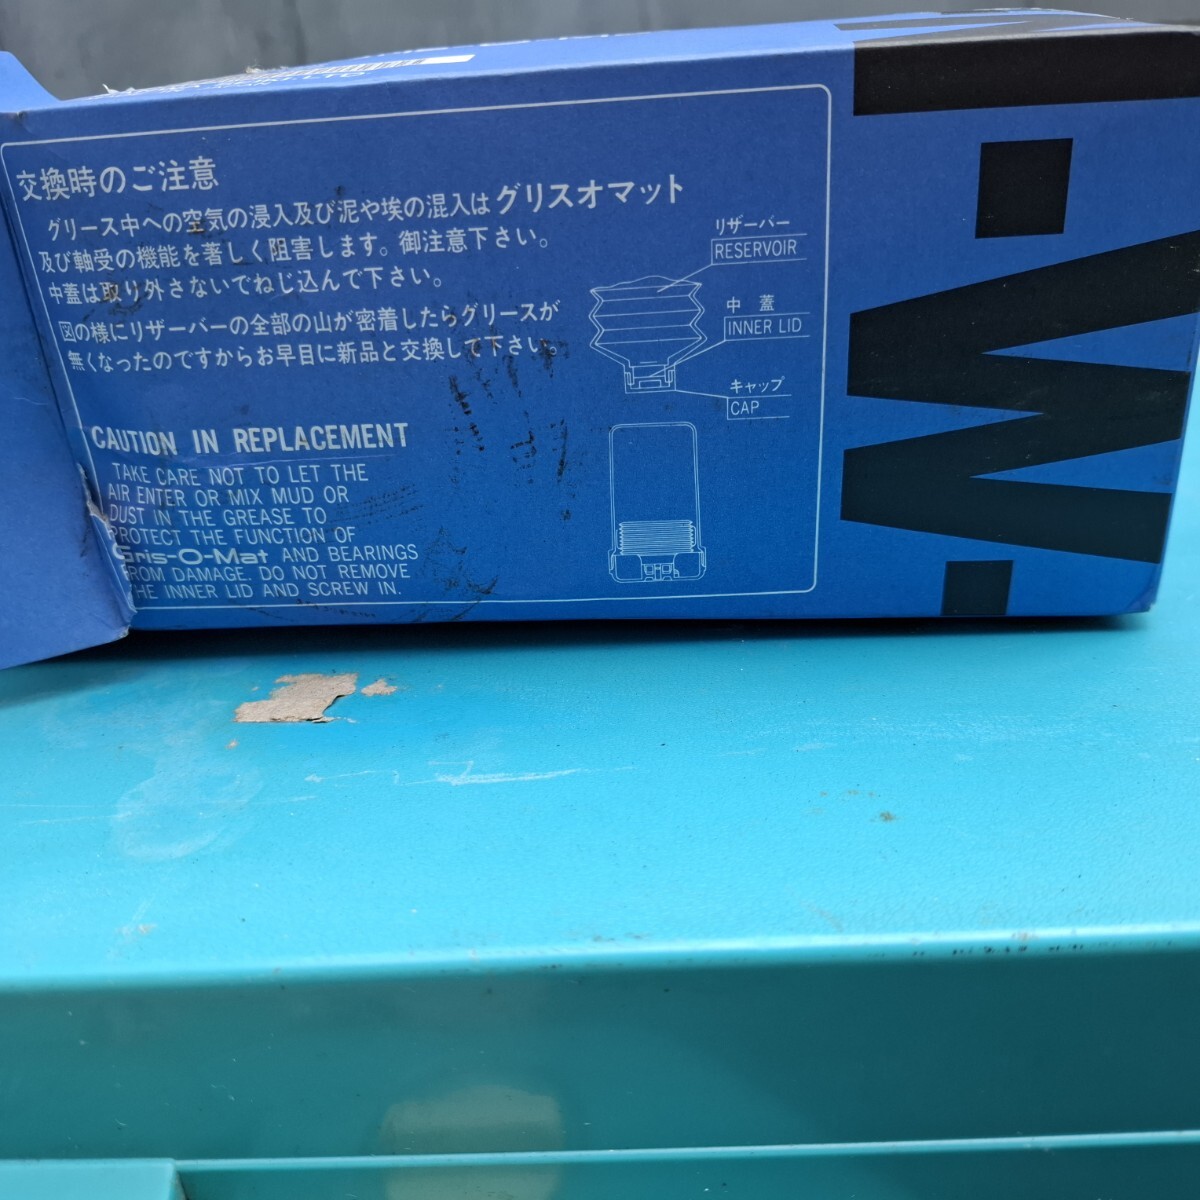 交換時のご注意
グリース中への空気の浸入及び泥や埃の混入はグリスオマット
及び軸受の機能を著しく阻害します。御注意下さい。
中蓋は取り外さないでねじ込んで下さい。
図の様にリザーバーの全部の山が密着したらグリースが
無くなったのですからお早目に新品と交換して下さい。
リザーバー
RESERVOIR
中 蓋
INNER LID
キャップ
CAP
CAUTION IN REPLACEMENT
TAKE CARE NOT TO LET THE
AIR ENTER OR MIX MUD OR
DUST IN THE GREASE TO
PROTECT THE FUNCTION OF
Gris-O-Mat AND BEARINGS
FROM DAMAGE. DO NOT REMOVE
THE INNER LID AND SCREW IN.